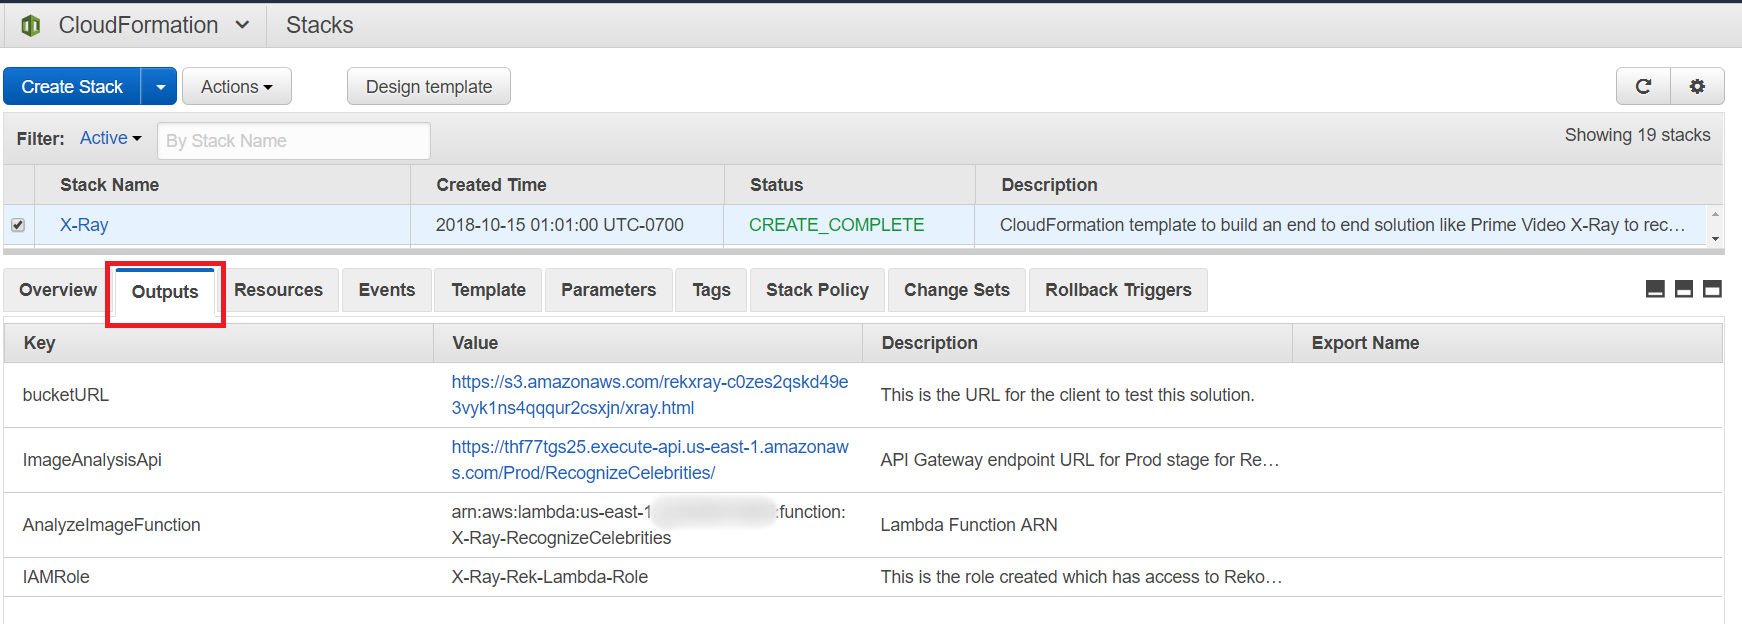 CloudFormation Stacks
Create Stack Actions Design template
Filter: Active By Stack Name Showing 19 stacks
Stack Name Created Time Status Description
X-Ray 2018-10-15 01:01:00 UTC-0700 CREATE_COMPLETE CloudFormation template to build an end to end solution like Prime Video X-Ray to rec…
Overview Outputs Resources Events Template Parameters Tags Stack Policy Change Sets Rollback Triggers
Key Value Description Export Name
bucketURL
https://s3.amazonaws.com/rekxray-c0zes2qskd49e
3vyk1ns4qqqur2csxjn/xray.html
This is the URL for the client to test this solution.
ImageAnalysisApi
https://thf77tgs25.execute-api.us-east-1.amazonaw
s.com/Prod/RecognizeCelebrities/
API Gateway endpoint URL for Prod stage for Re…
AnalyzeImageFunction
arn:aws:lambda:us-east-1 :function:
X-Ray-RecognizeCelebrities
Lambda Function ARN
IAMRole X-Ray-Rek-Lambda-Role This is the role created which has access to Reko…